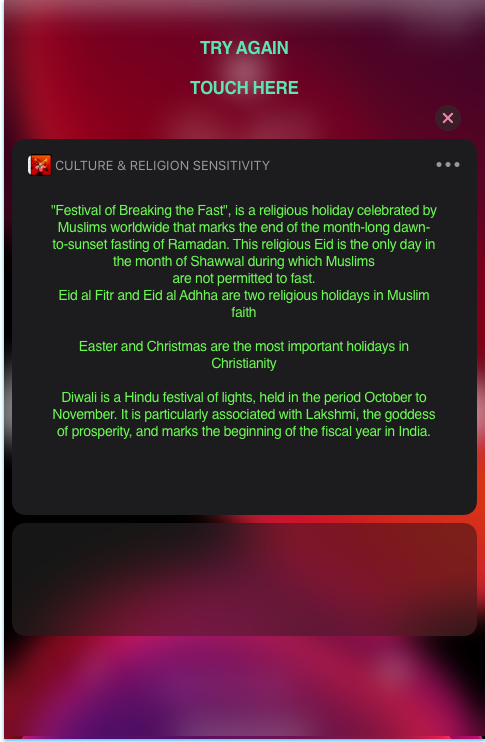 TRY AGAIN
TOUCH HERE
CULTURE & RELIGION SENSITIVITY
"Festival of Breaking the Fast", is a religious holiday celebrated by
Muslims worldwide that marks the end of the month-long dawn-
to-sunset fasting of Ramadan. This religious Eid is the only day in
the month of Shawwal during which Muslims
are not permitted to fast.
Eid al Fitr and Eid al Adhha are two religious holidays in Muslim
faith
Easter and Christmas are the most important holidays in
Christianity
Diwali is a Hindu festival of lights, held in the period October to
November. It is particularly associated with Lakshmi, the goddess
of prosperity, and marks the beginning of the fiscal year in India.